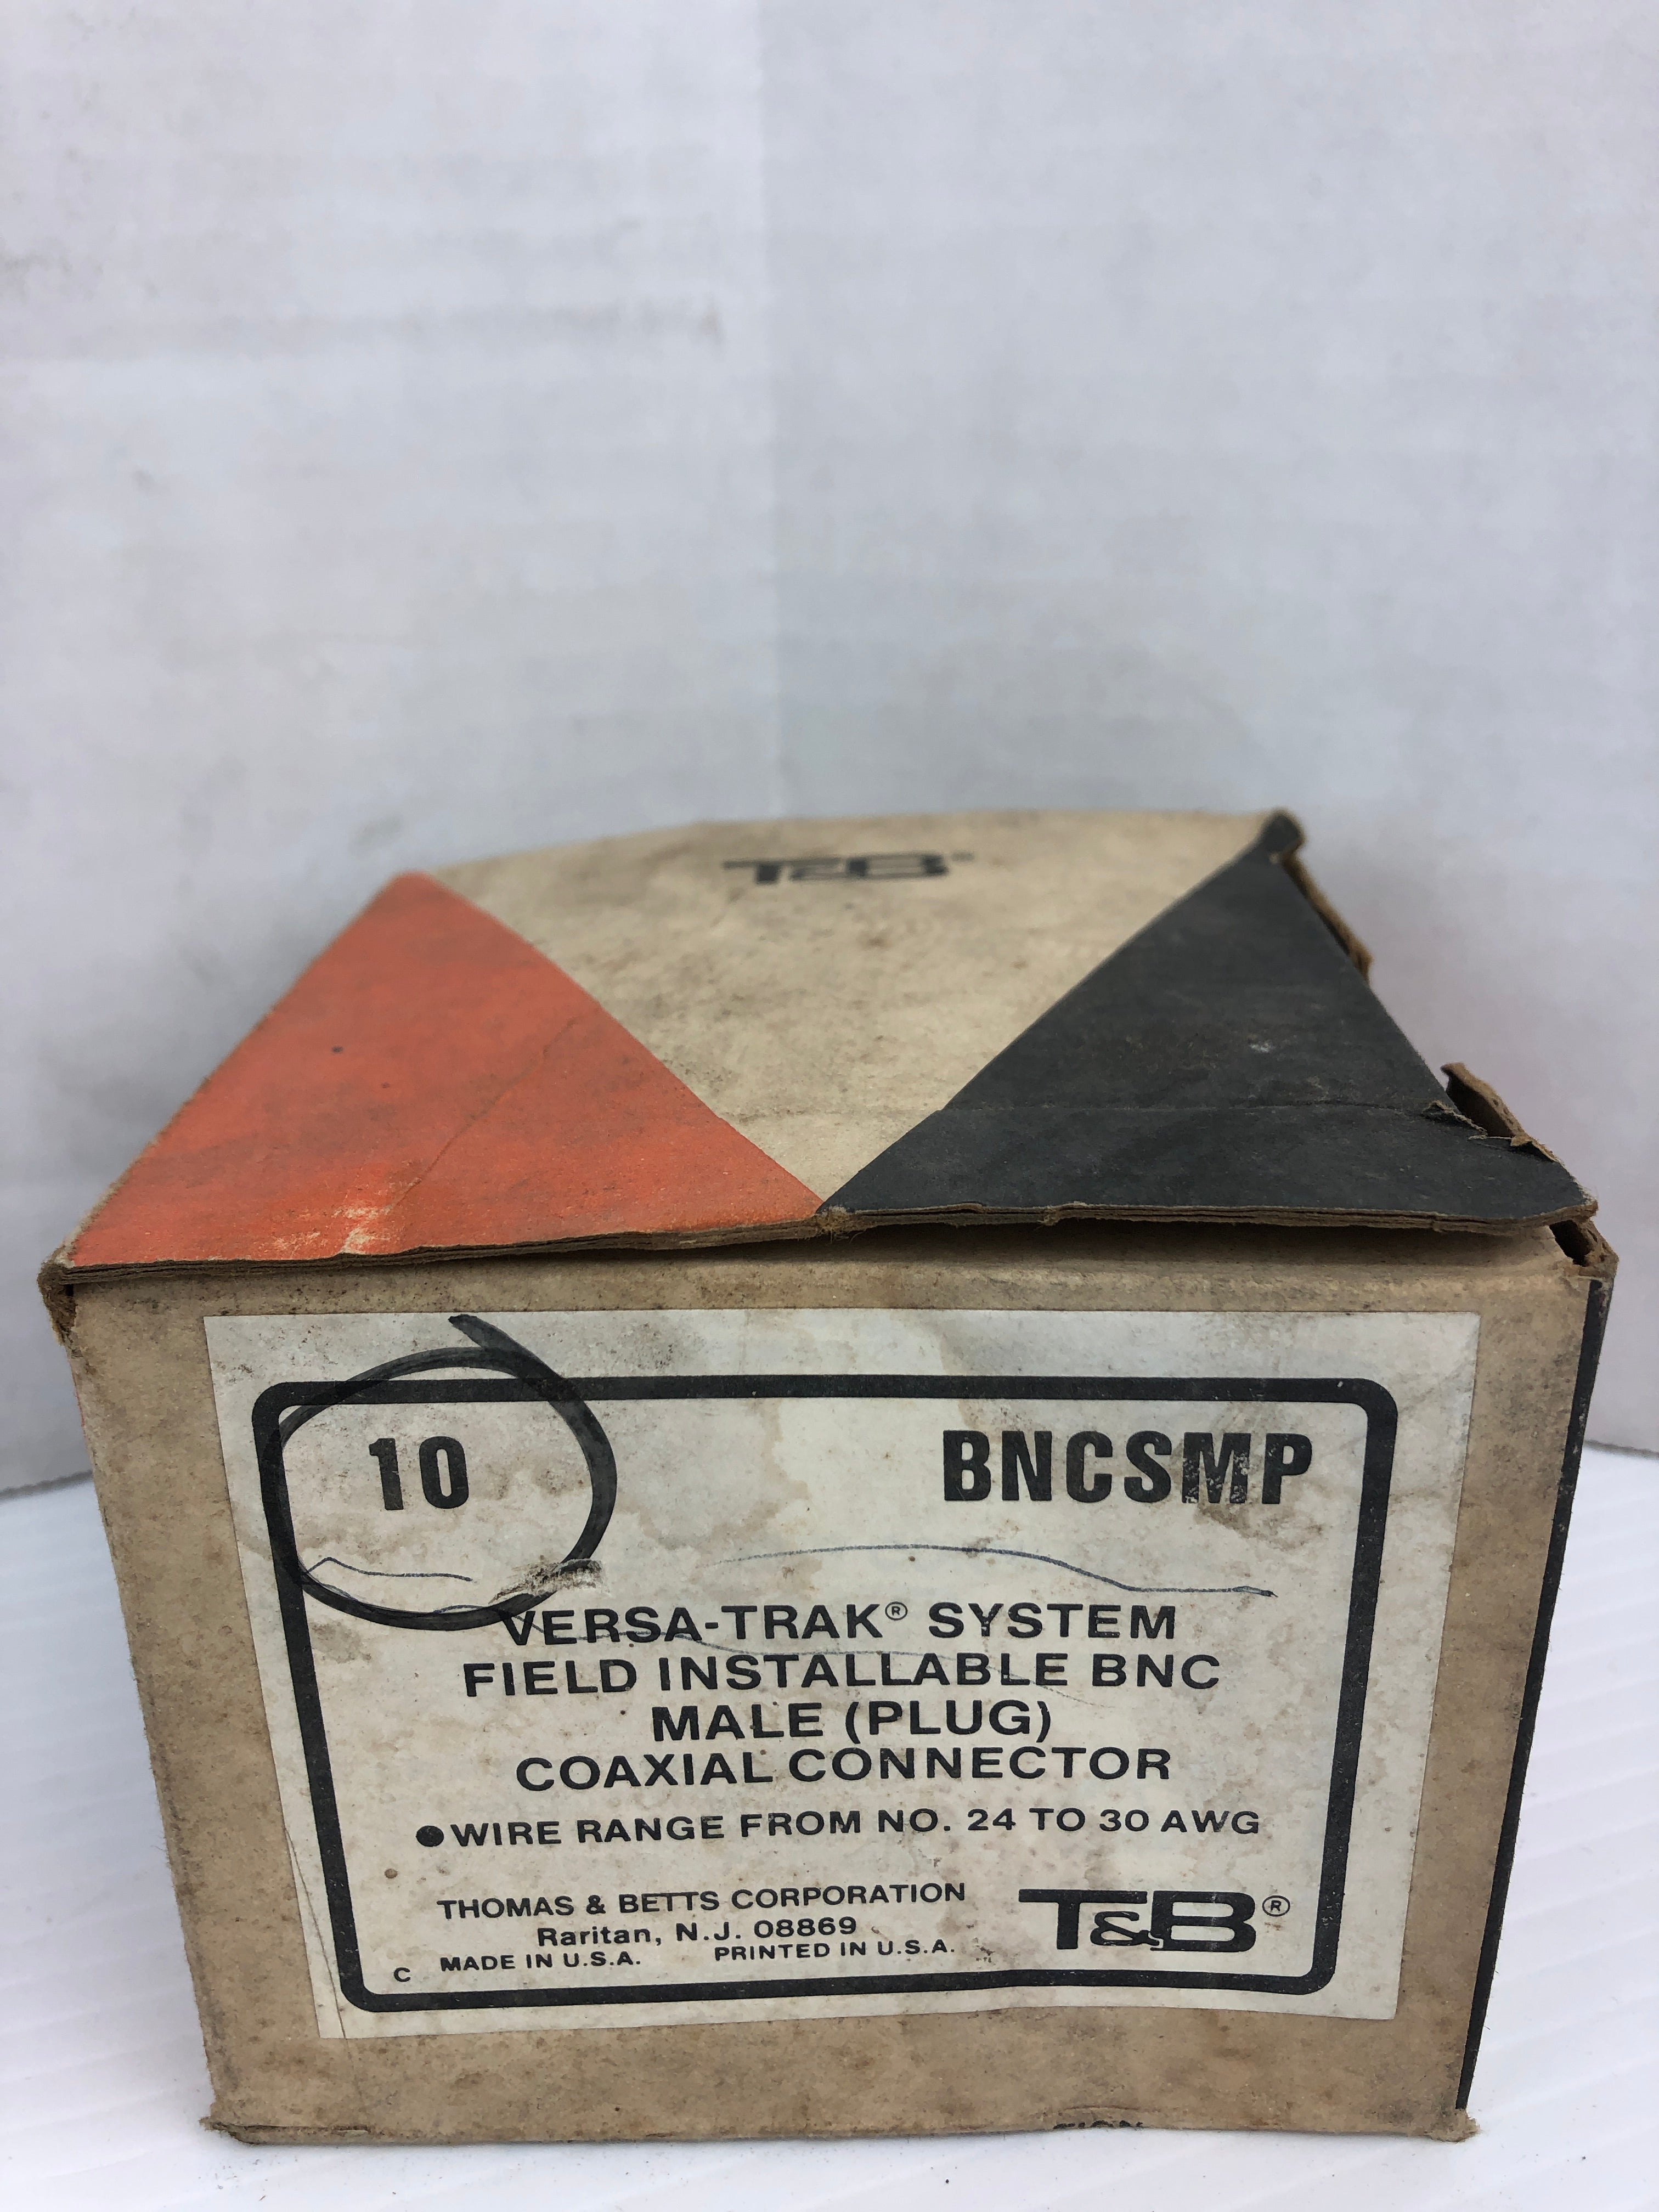 T&B®
10 BNCSMP
VERSA-TRAK® SYSTEM
FIELD INSTALLABLE BNC
MALE (PLUG)
COAXIAL CONNECTOR
●WIRE RANGE FROM NO. 24 TO 30 AWG
THOMAS & BETTS CORPORATION
Raritan, N.J. 08869
C MADE IN U.S.A. PRINTED IN U.S.A.
T&B®